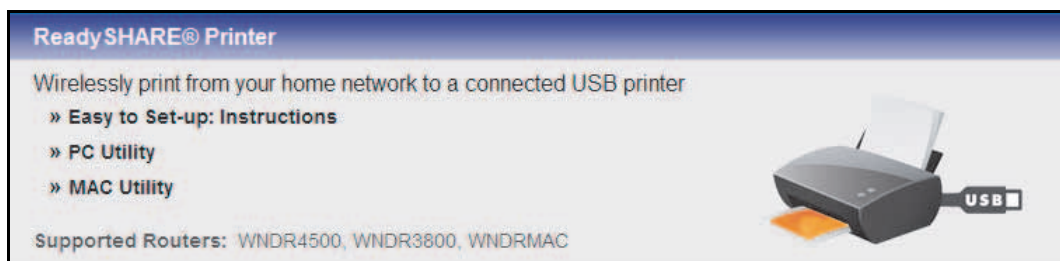 ReadySHARE® Printer
Wirelessly print from your home network to a connected USB printer
» Easy to Set-up: Instructions
» PC Utility
» MAC Utility
USB
Supported Routers: WNDR4500, WNDR3800, WNDRMAC